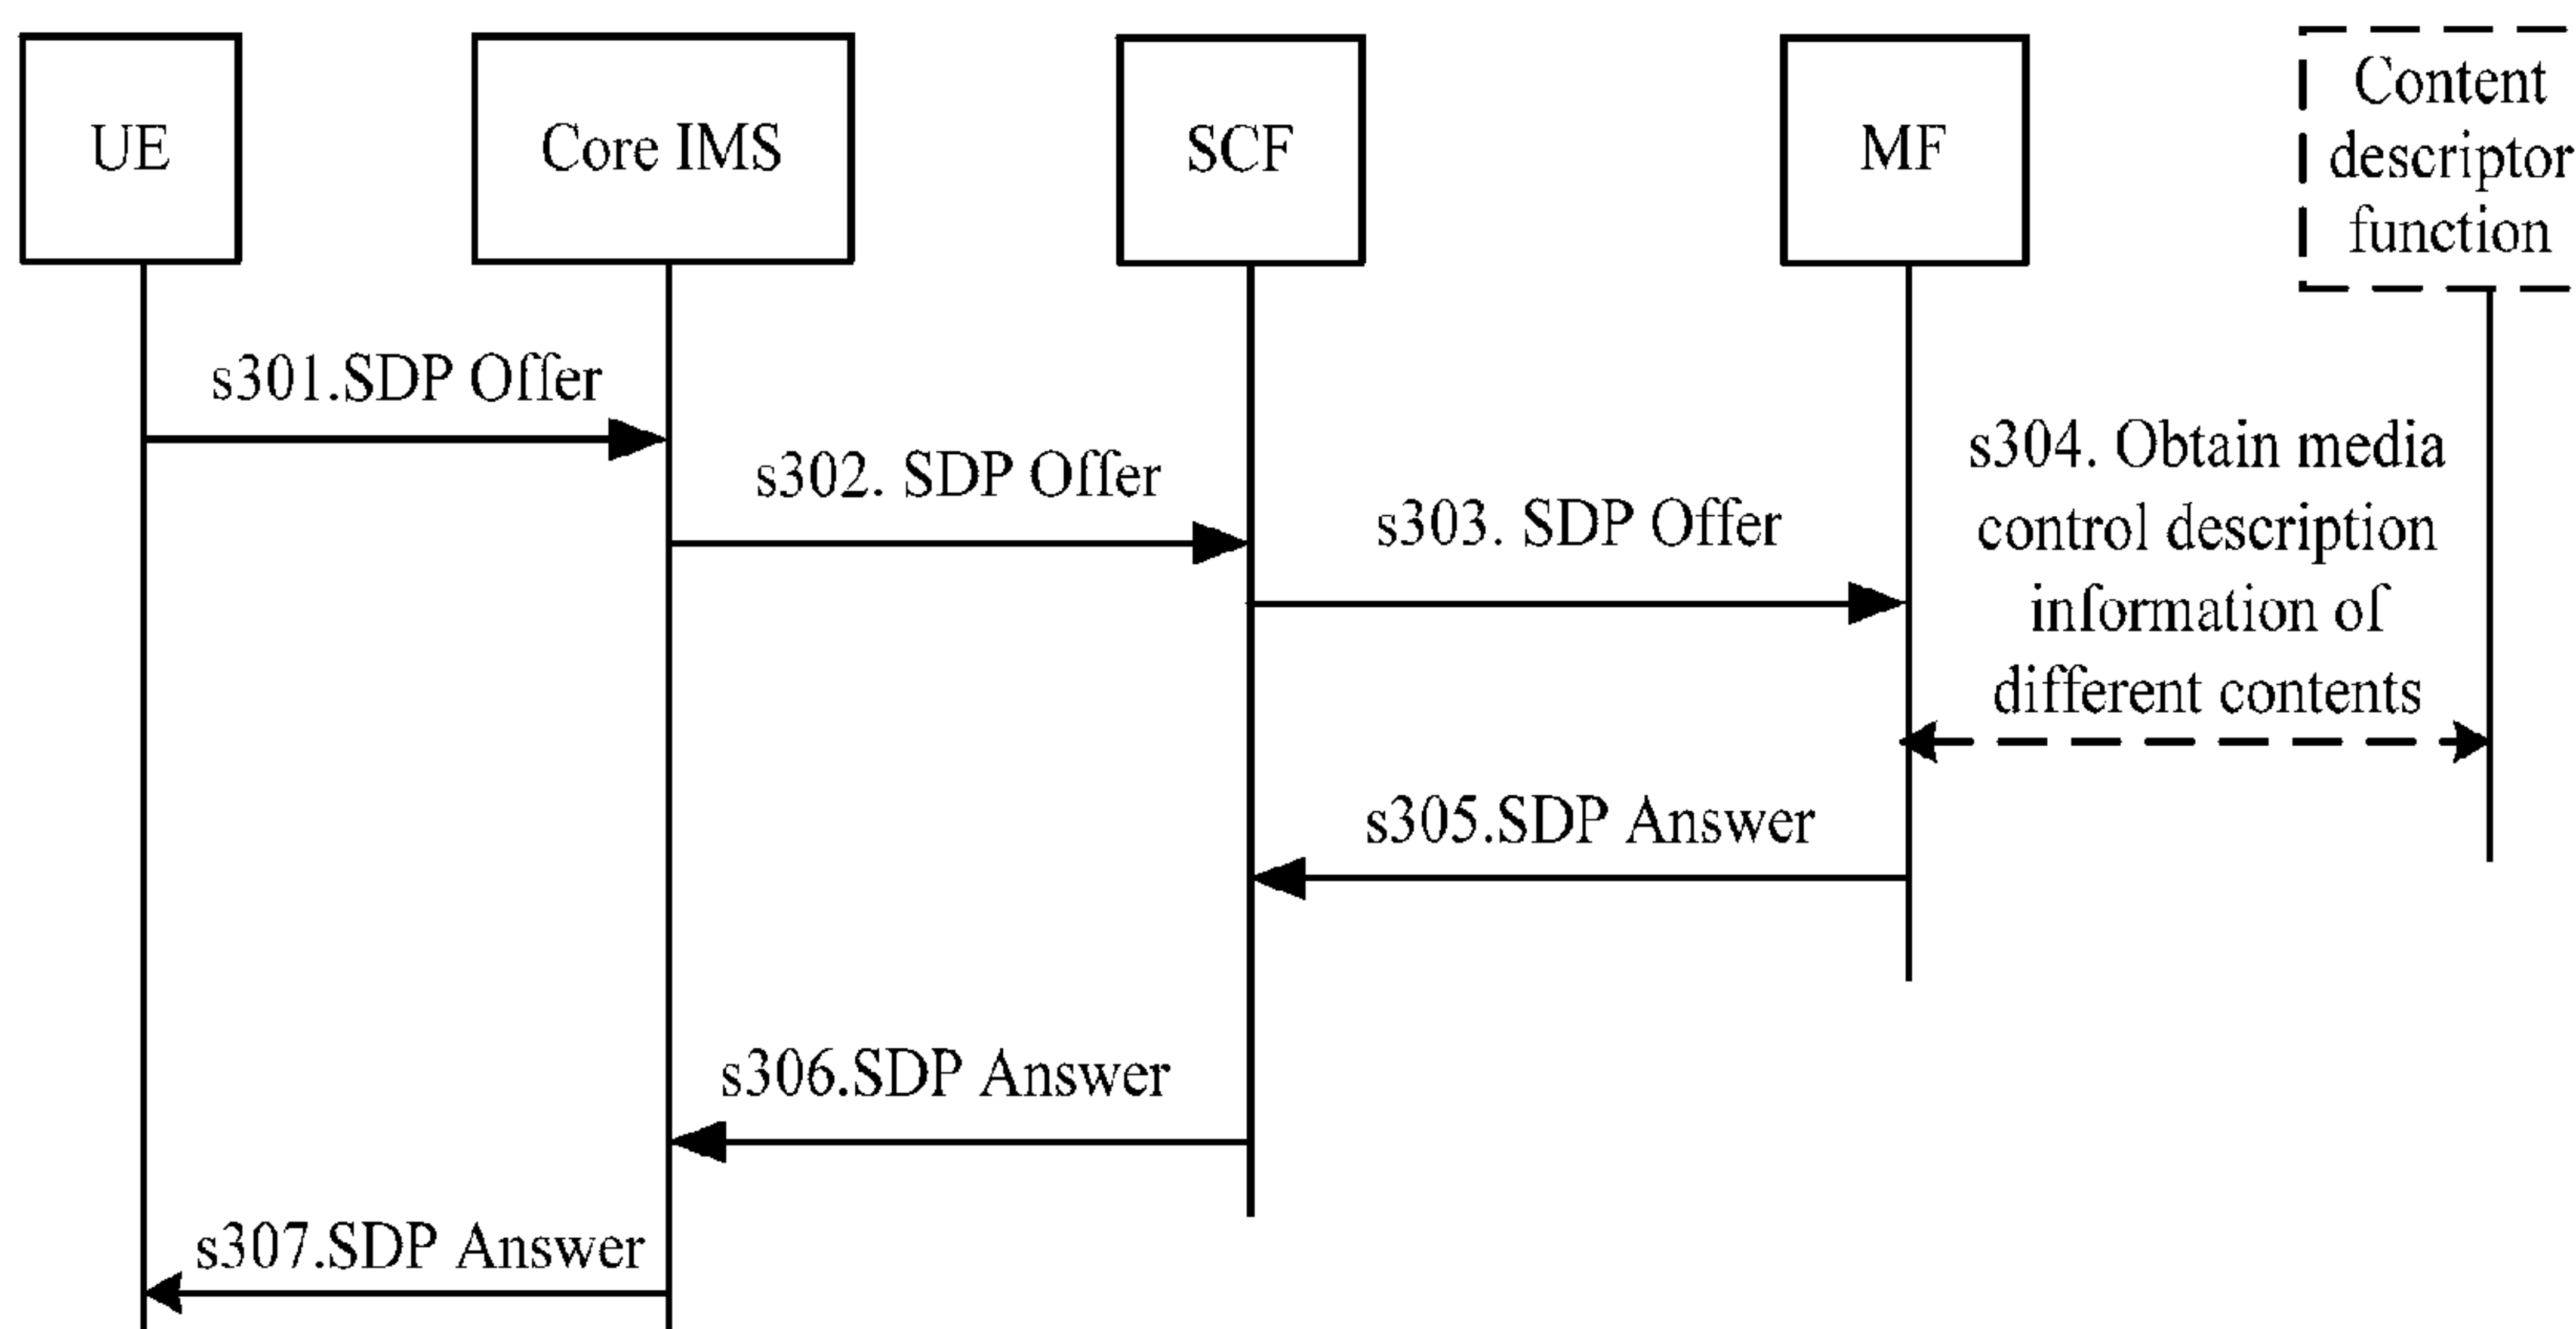 UE
Core IMS
SCF
MF
Content
descriptor
function
s301.SDP Offer
s302. SDP Offer
s303. SDP Offer
s304. Obtain media
control description
information of
different contents
s305.SDP Answer
s306.SDP Answer
s307.SDP Answer